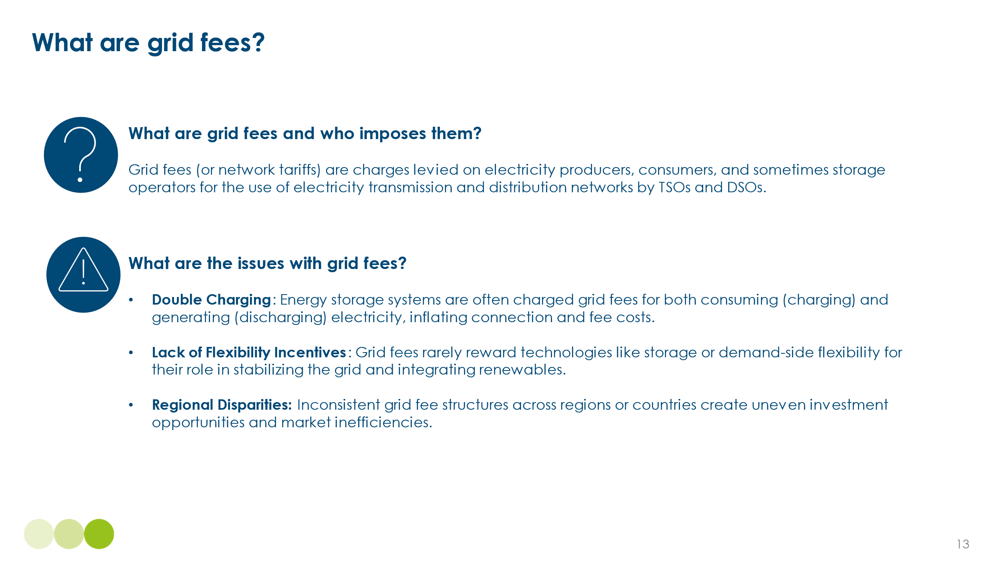 What are grid fees?
What are grid fees and who imposes them?
Grid fees (or network tariffs) are charges levied on electricity producers, consumers, and sometimes storage
operators for the use of electricity transmission and distribution networks by TSOs and DSOs.
What are the issues with grid fees?
• Double Charging: Energy storage systems are often charged grid fees for both consuming (charging) and
generating (discharging) electricity, inflating connection and fee costs.
• Lack of Flexibility Incentives: Grid fees rarely reward technologies like storage or demand-side flexibility for
their role in stabilizing the grid and integrating renewables.
• Regional Disparities: Inconsistent grid fee structures across regions or countries create uneven investment
opportunities and market inefficiencies.
13